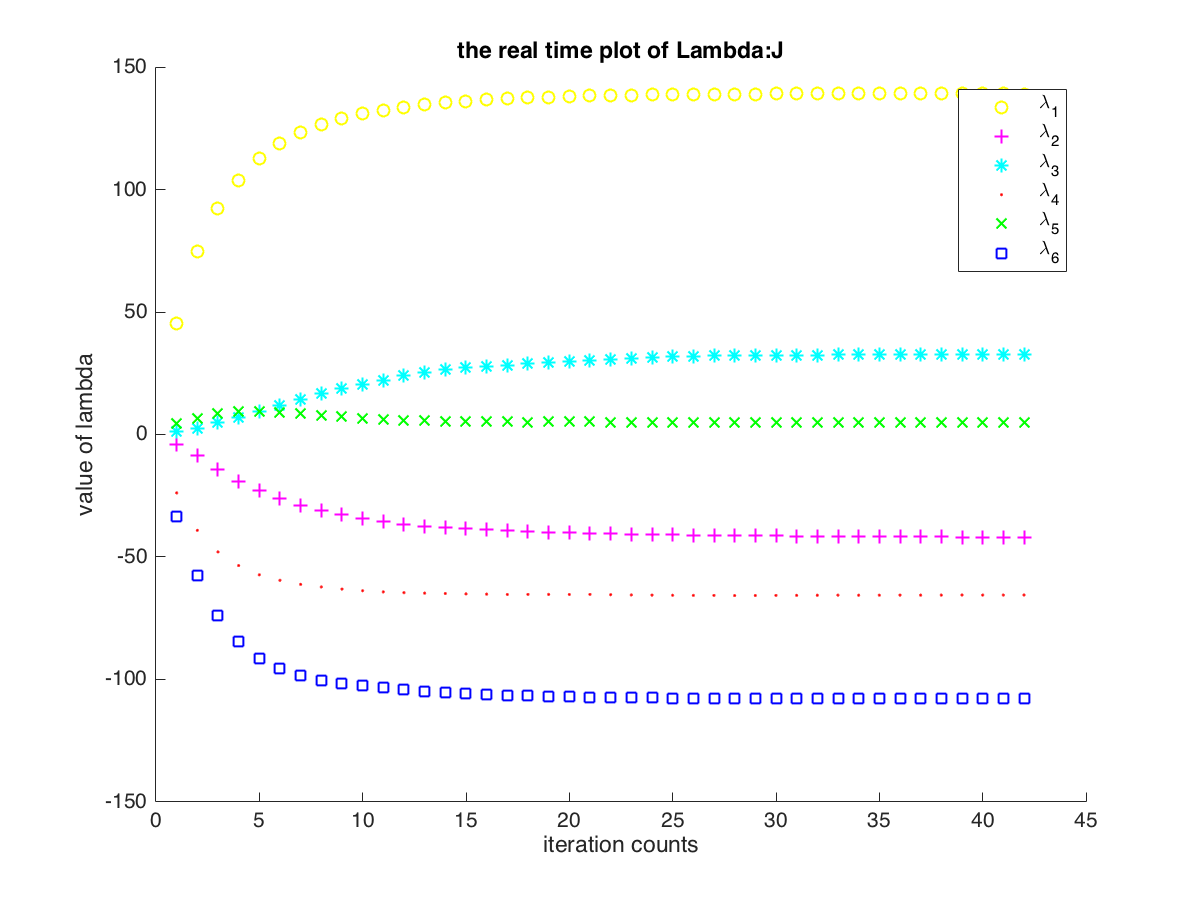 the real time plot of Lambda:J
150
100
50
0
-50
-100
-150
value of lambda
0 5 10 15 20 25 30 35 40 45
iteration counts
λ1
λ2
λ3
λ4
λ5
λ6